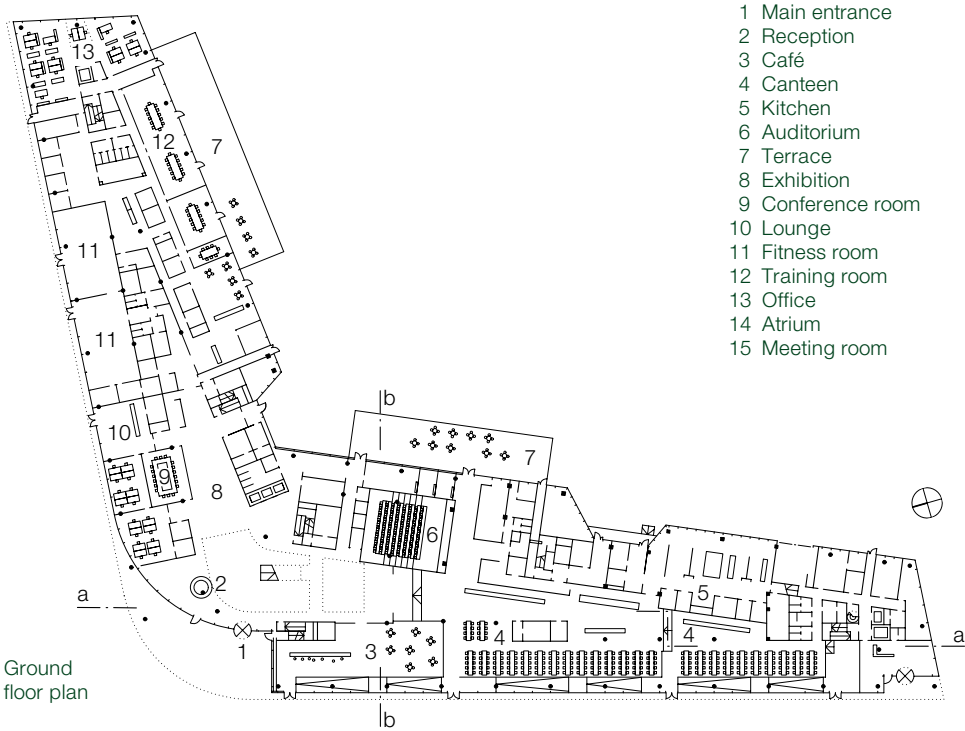 1 Main entrance
2 Reception
3 Café
4 Canteen
5 Kitchen
6 Auditorium
7 Terrace
8 Exhibition
9 Conference room
10 Lounge
11 Fitness room
12 Training room
13 Office
14 Atrium
15 Meeting room
13
12
7
11
11
b
10
7
9
8
6
2
5
a
4
4
a
1
3
Ground
floor plan
b